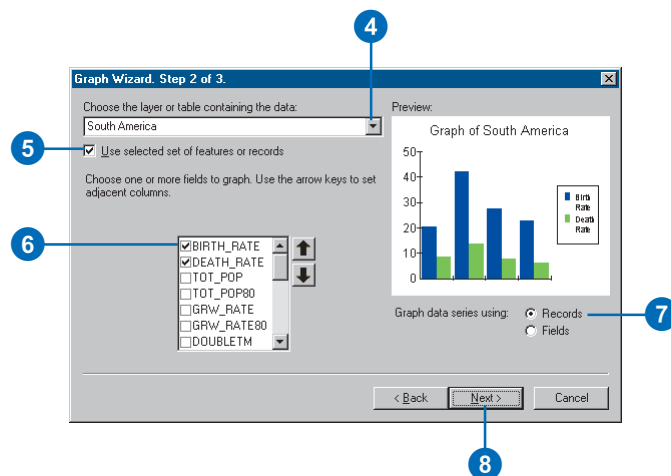 4
Graph Wizard. Step 2 of 3.
Choose the layer or table containing the data:
South America
5
Use selected set of features or records
Choose one or more fields to graph. Use the arrow keys to set
adjacent columns.
6
BIRTH_RATE
DEATH_RATE
TOT_POP
TOT_POP80
GRW_RATE
GRW_RATE80
DOUBLETM
Preview:
Graph of South America
50
40
30
20
10
0
Birth
Rate
Death
Rate
Graph data series using:
Records
Fields
7
< Back
Next >
Cancel
8